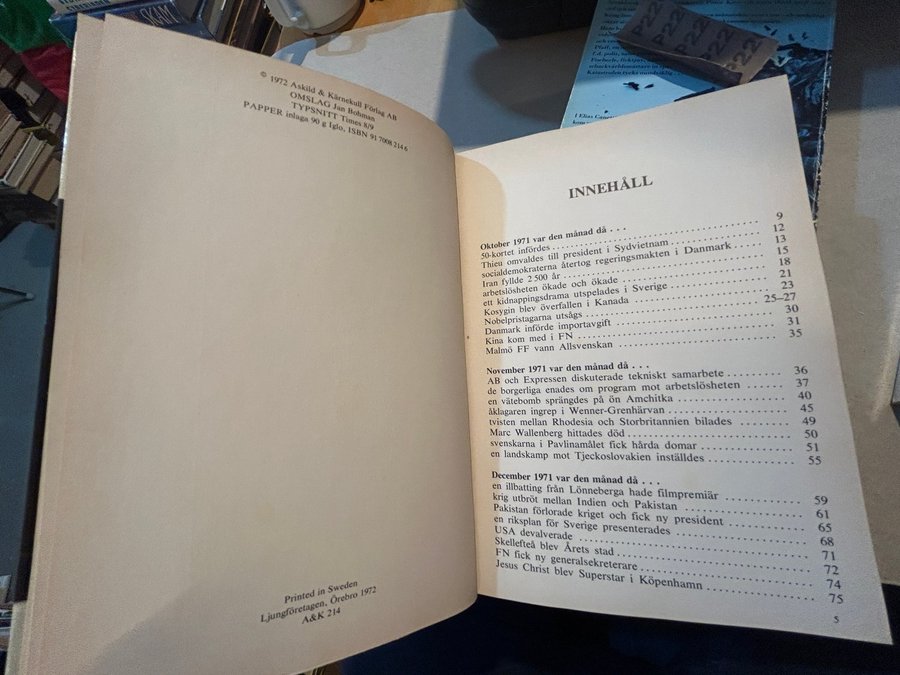 SKAM
P22 P22 P22 P22
Katastrofen tycks oundviklig . . .
I Elias Canet
© 1972 Askild & Kärnekull Förlag AB
OMSLAG Jan Bohman
TYPSNITT Times 8/9
PAPPER inlaga 90 g Iglo, ISBN 91 7008 214 6
Printed in Sweden
Ljungföretagen, Örebro 1972
A&K 214
INNEHÅLL
Oktober 1971 var den månad då . . .
50-kortet infördes 9
Thieu omvaldes till president i Sydvietnam 12
socialdemokraterna återtog regeringsmakten i Danmark 13
Iran fyllde 2 500 år 15
arbetslösheten ökade och ökade 18
ett kidnappingsdrama utspelades i Sverige 21
Kosygin blev överfallen i Kanada 23
Nobelpristagarna utsågs 25–27
Danmark införde importavgift 30
Kina kom med i FN 31
Malmö FF vann Allsvenskan 35
November 1971 var den månad då . . .
AB och Expressen diskuterade tekniskt samarbete 36
de borgerliga enades om program mot arbetslösheten 37
en vätebomb sprängdes på ön Amchitka 40
åklagaren ingrep i Wenner-Grenhärvan 45
tvisten mellan Rhodesia och Storbritannien bilades 49
Marc Wallenberg hittades död 50
svenskarna i Pavlinamålet fick hårda domar 51
en landskamp mot Tjeckoslovakien inställdes 55
December 1971 var den månad då . . .
en illbatting från Lönneberga hade filmpremiär 59
krig utbröt mellan Indien och Pakistan 61
Pakistan förlorade kriget och fick ny president 65
en riksplan för Sverige presenterades 68
USA devalverade 71
Skellefteå blev Årets stad 72
FN fick ny generalsekreterare 74
Jesus Christ blev Superstar i Köpenhamn 75
5